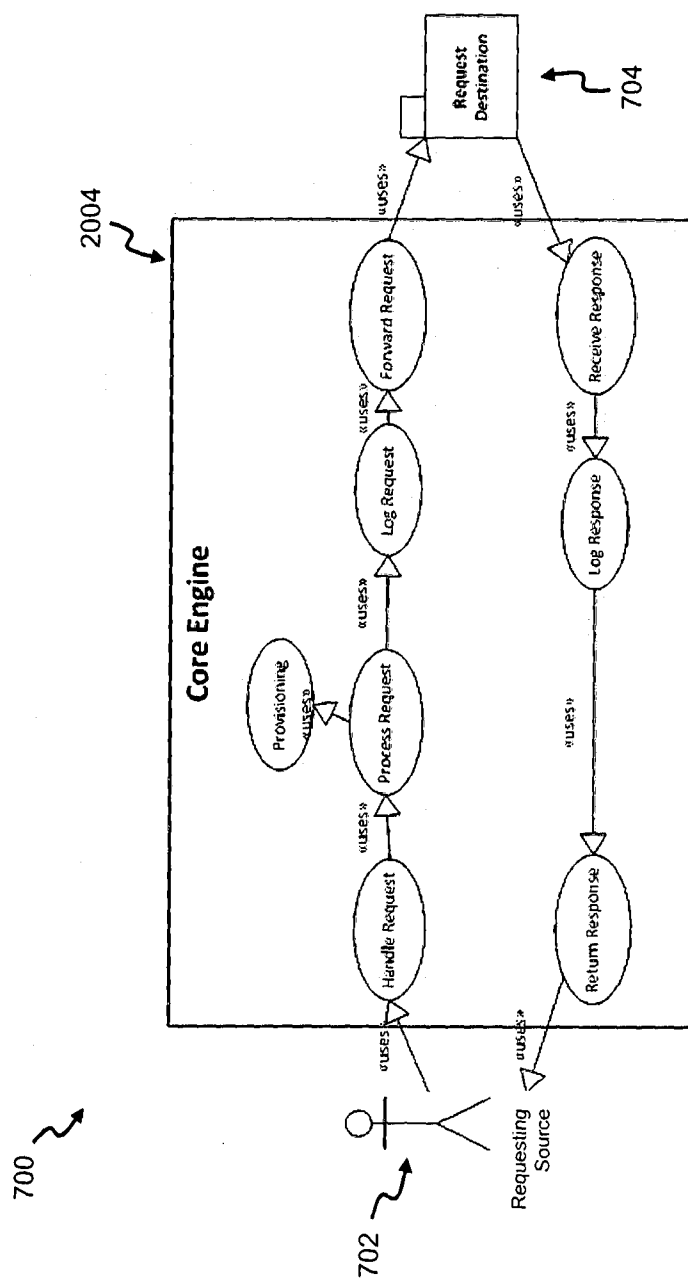 700
2004
Core Engine
Provisioning
«uses»
«uses
Handle Request
«uses»
Process Request
«uses»
Log Request
«uses»
Forward Request
«uses»
Request
Destination
704
702
Requesting
Source
«uses»
Return Response
«uses»
Log Response
«uses»
Receive Response
«uses»